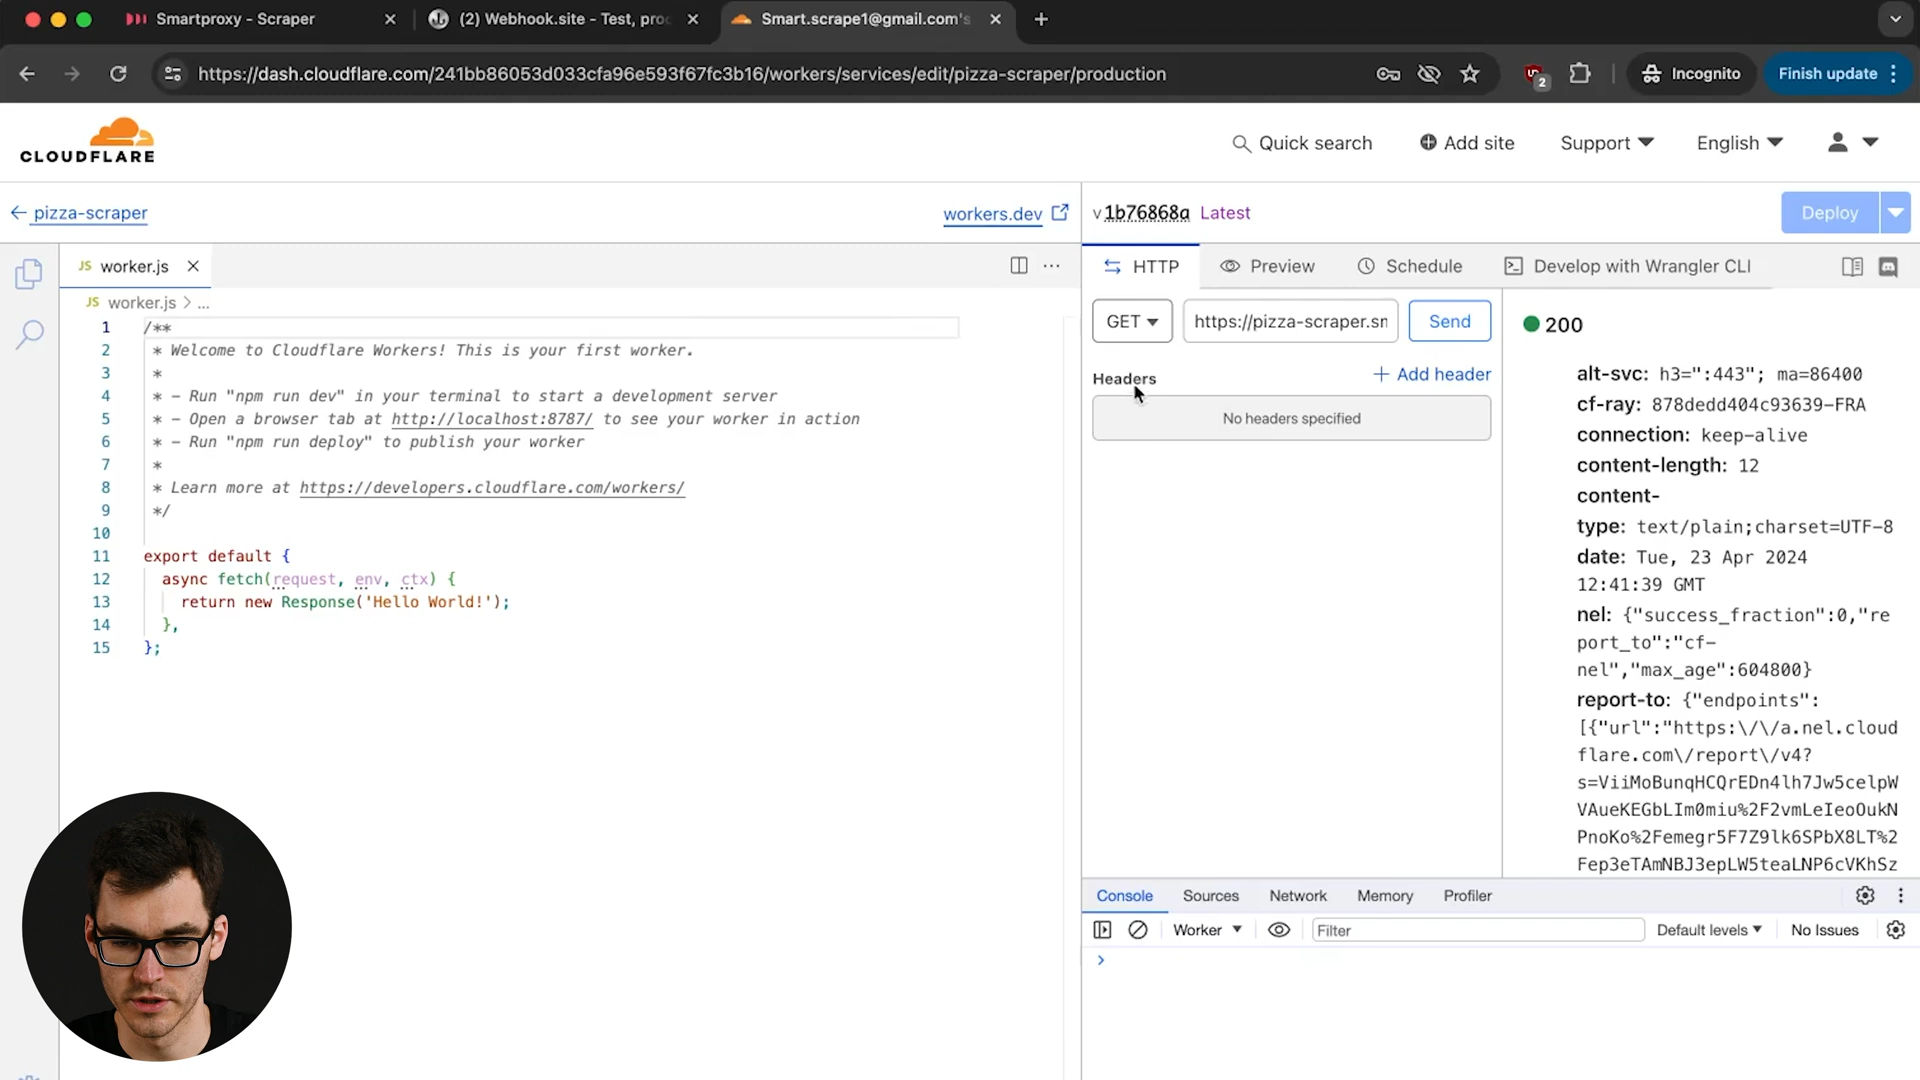 Smartproxy - Scraper
(2) Webhook.site - Test, proc
Smart.scrape1@gmail.com's
https://dash.cloudflare.com/241bb86053d033cfa96e593f67fc3b16/workers/services/edit/pizza-scraper/production
2
Incognito
Finish update
CLOUDFLARE
Quick search
Add site
Support
English
pizza-scraper
workers.dev
v1b76868a Latest
Deploy
JS worker.js
HTTP
Preview
Schedule
Develop with Wrangler CLI
JS worker.js > ...
GET
https://pizza-scraper.sn
Send
Headers
+ Add header
No headers specified
1 /**
2 * Welcome to Cloudflare Workers! This is your first worker.
3 *
4 * - Run "npm run dev" in your terminal to start a development server
5 * - Open a browser tab at http://localhost:8787/ to see your worker in action
6 * - Run "npm run deploy" to publish your worker
7 *
8 * Learn more at https://developers.cloudflare.com/workers/
9 */
10
11 export default {
12 async fetch(request, env, ctx) {
13 return new Response('Hello World!');
14 },
15 };
200
alt-svc: h3=":443"; ma=86400
cf-ray: 878dedd404c93639-FRA
connection: keep-alive
content-length: 12
content-
type: text/plain;charset=UTF-8
date: Tue, 23 Apr 2024
12:41:39 GMT
nel: {"success_fraction":0,"re
port_to":"cf-
nel","max_age":604800}
report-to: {"endpoints":
[{"url":"https:\/\/a.nel.cloud
flare.com\/report\/v4?
s=ViiMoBunqHCQrEDn4lh7Jw5celpW
VAueKEGbLIm0miu%2F2vmLeIeoOukN
PnoKo%2Femegr5F7Z9lk6SPbX8LT%2
Fep3eTAmNBJ3epLW5teaLNP6cVKhSz
Console
Sources
Network
Memory
Profiler
Worker
Filter
Default levels
No Issues
>